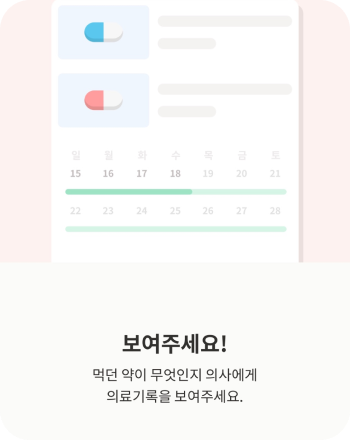 일 월 화 수 목 금 토
15 16 17 18 19 20 21
22 23 24 25 26 27 28
보여주세요!
먹던 약이 무엇인지 의사에게
의료기록을 보여주세요.